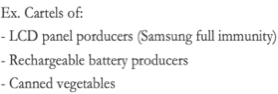 Ex. Cartels of:
- LCD panel porducers (Samsung full immunity)
- Rechargeable battery producers
- Canned vegetables